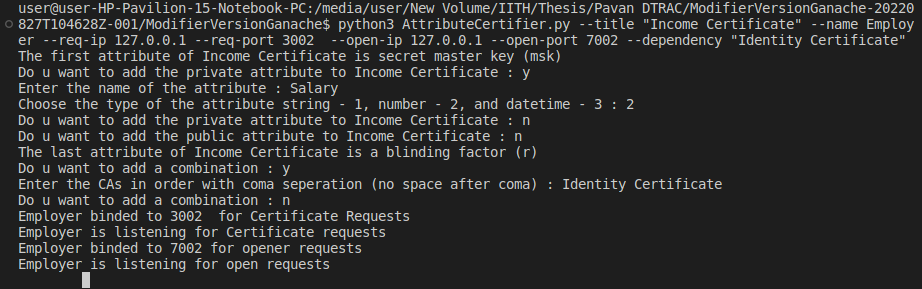 user@user-HP-Pavilion-15-Notebook-PC:/media/user/New Volume/IITH/Thesis/Pavan DTRAC/ModifierVersionGanache-20220
827T104628Z-001/ModifierVersionGanache$ python3 AttributeCertifier.py --title "Income Certificate" --name Employ
er --req-ip 127.0.0.1 --req-port 3002  --open-ip 127.0.0.1 --open-port 7002 --dependency "Identity Certificate"
The first attribute of Income Certificate is secret master key (msk)
Do u want to add the private attribute to Income Certificate : y
Enter the name of the attribute : Salary
Choose the type of the attribute string - 1, number - 2, and datetime - 3 : 2
Do u want to add the private attribute to Income Certificate : n
Do u want to add the public attribute to Income Certificate : n
The last attribute of Income Certificate is a blinding factor (r)
Do u want to add a combination : y
Enter the CAs in order with coma seperation (no space after coma) : Identity Certificate
Do u want to add a combination : n
Employer binded to 3002  for Certificate Requests
Employer is listening for Certificate requests
Employer binded to 7002 for opener requests
Employer is listening for open requests